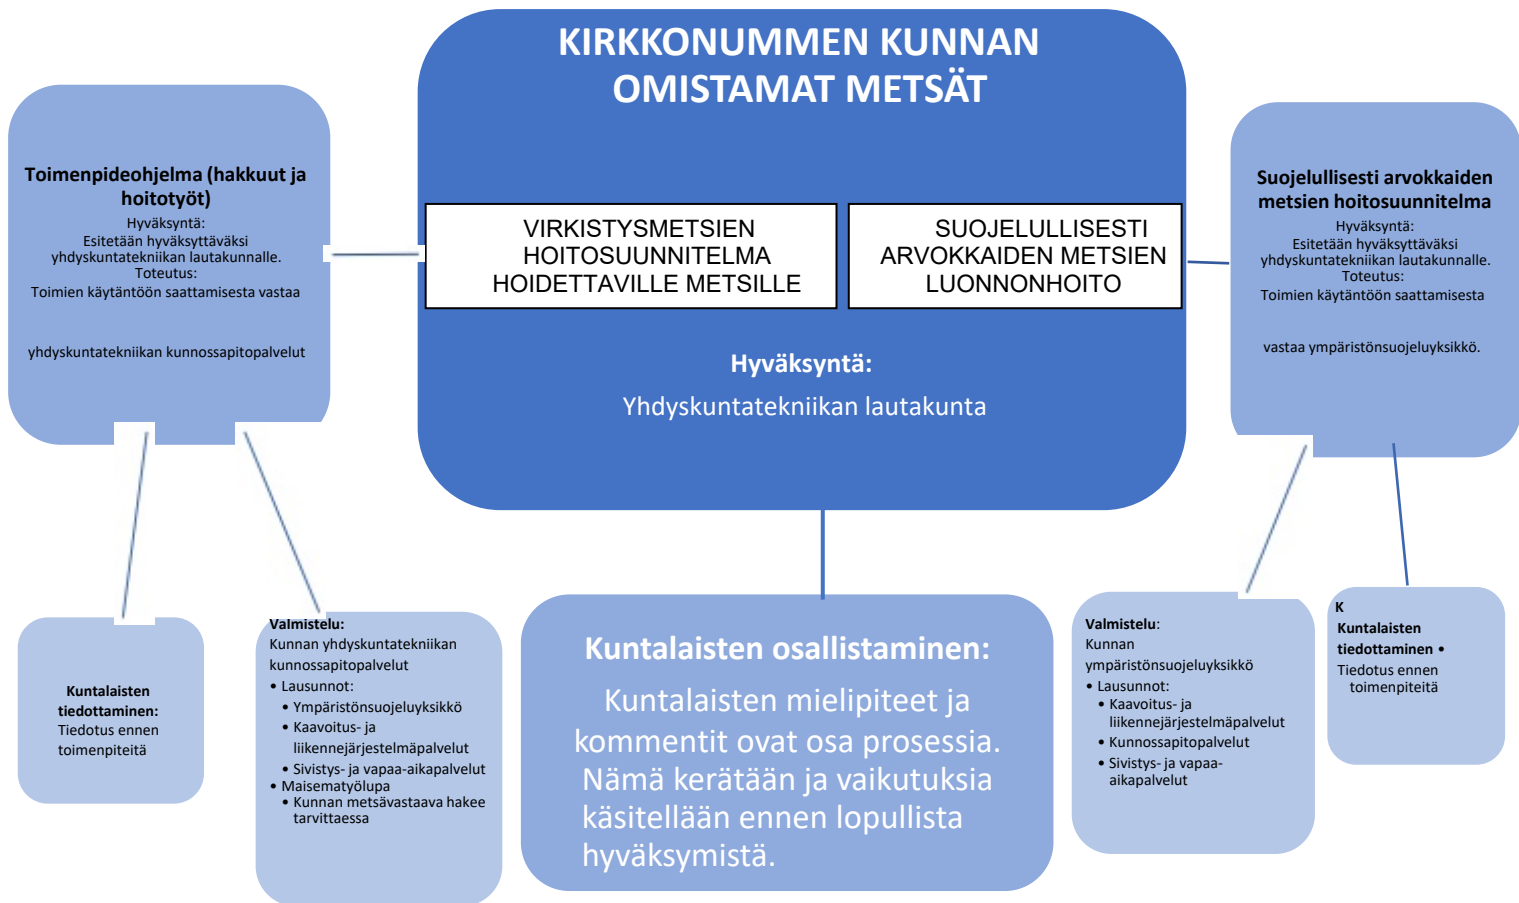 KIRKKONUMMEN KUNNAN
OMISTAMAT METSÄT
VIRKISTYSMETSIEN
HOITOSUUNNITELMA
HOIDETTAVILLE METSILLE
SUOJELULLISESTI
ARVOKKAIDEN METSIEN
LUONNONHOITO
Hyväksyntä:
Yhdyskuntatekniikan lautakunta
Toimenpideohjelma (hakkuut ja
hoitotyöt)
Hyväksyntä:
Esitetään hyväksyttäväksi
yhdyskuntatekniikan lautakunnalle.
Toteutus:
Toimien käytäntöön saattamisesta vastaa
yhdyskuntatekniikan kunnossapitopalvelut
Suojelullisesti arvokkaiden
metsien hoitosuunnitelma
Hyväksyntä:
Esitetään hyväksyttäväksi
yhdyskuntatekniikan lautakunnalle.
Toteutus:
Toimien käytäntöön saattamisesta
vastaa ympäristönsuojeluyksikkö.
Kuntalaisten
tiedottaminen:
Tiedotus ennen
toimenpiteitä
Valmistelu:
Kunnan yhdyskuntatekniikan
kunnossapitopalvelut
• Lausunnot:
• Ympäristönsuojeluyksikkö
• Kaavoitus- ja
liikennejärjestelmäpalvelut
• Sivistys- ja vapaa-aikapalvelut
• Maisematyölupa
• Kunnan metsävastaava hakee
tarvittaessa
Kuntalaisten osallistaminen:
Kuntalaisten mielipiteet ja
kommentit ovat osa prosessia.
Nämä kerätään ja vaikutuksia
käsitellään ennen lopullista
hyväksymistä.
Valmistelu:
Kunnan
ympäristönsuojeluyksikkö
• Lausunnot:
• Kaavoitus- ja
liikennejärjestelmäpalvelut
• Kunnossapitopalvelut
• Sivistys- ja vapaa-
aikapalvelut
K
Kuntalaisten
tiedottaminen •
Tiedotus ennen
toimenpiteitä